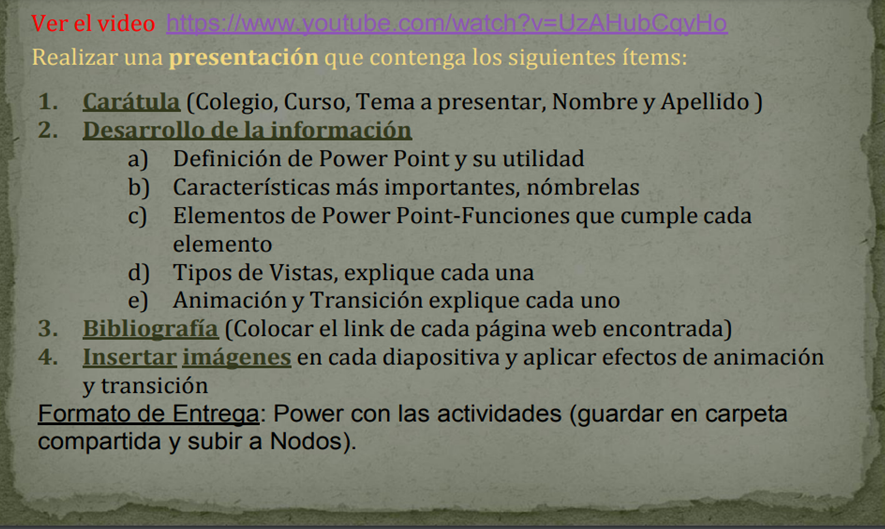 Ver el video https://www.youtube.com/watch?v=UzAHubCqyHo
Realizar una presentación que contenga los siguientes ítems:
1. Carátula (Colegio, Curso, Tema a presentar, Nombre y Apellido )
2. Desarrollo de la información
a) Definición de Power Point y su utilidad
b) Características más importantes, nómbrelas
c) Elementos de Power Point-Funciones que cumple cada
elemento
d) Tipos de Vistas, explique cada una
e) Animación y Transición explique cada uno
3. Bibliografía (Colocar el link de cada página web encontrada)
4. Insertar imágenes en cada diapositiva y aplicar efectos de animación
y transición
Formato de Entrega: Power con las actividades (guardar en carpeta
compartida y subir a Nodos).